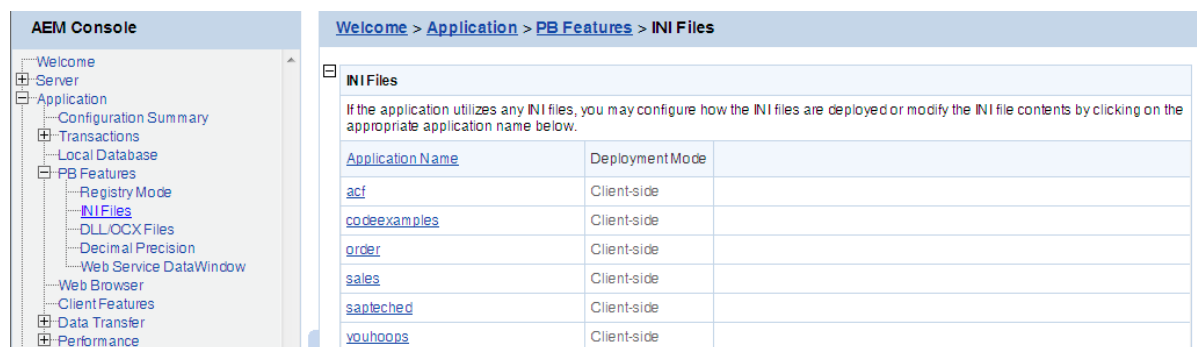 AEM Console
Welcome > Application > PB Features > INI Files
Welcome
Server
Application
Configuration Summary
Transactions
Local Database
PB Features
Registry Mode
INI Files
DLL/OCX Files
Decimal Precision
Web Service DataWindow
Web Browser
Client Features
Data Transfer
Performance
INI Files
If the application utilizes any INI files, you may configure how the INI files are deployed or modify the INI file contents by clicking on the
appropriate application name below.
Application Name Deployment Mode
acf Client-side
codeexamples Client-side
order Client-side
sales Client-side
sapteched Client-side
youhoops Client-side